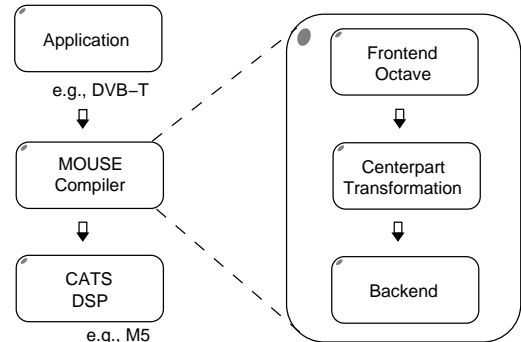 Application
e.g., DVB−T
MOUSE
Compiler
CATS
DSP
e.g., M5
Frontend
Octave
Centerpart
Transformation
Backend